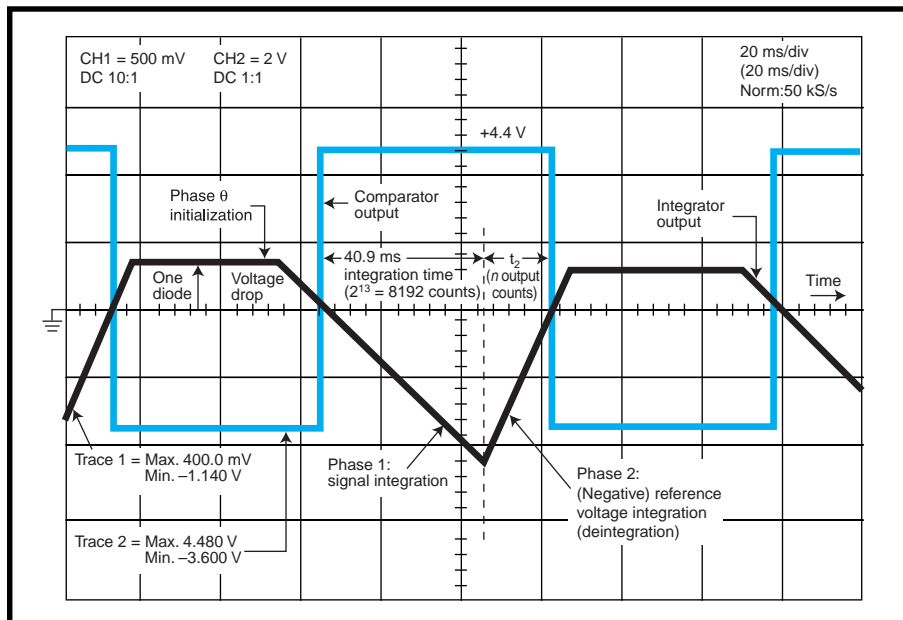 CH1 = 500 mV
DC 10:1
CH2 = 2 V
DC 1:1
20 ms/div
(20 ms/div)
Norm:50 kS/s
+4.4 V
Phase θ
initialization
Comparator
output
Integrator
output
One
diode
Voltage
drop
40.9 ms
integration time
(2¹³ = 8192 counts)
t₂
(n output
counts)
Time
Trace 1 = Max. 400.0 mV
Min. –1.140 V
Phase 1:
signal integration
Phase 2:
(Negative) reference
voltage integration
(deintegration)
Trace 2 = Max. 4.480 V
Min. –3.600 V